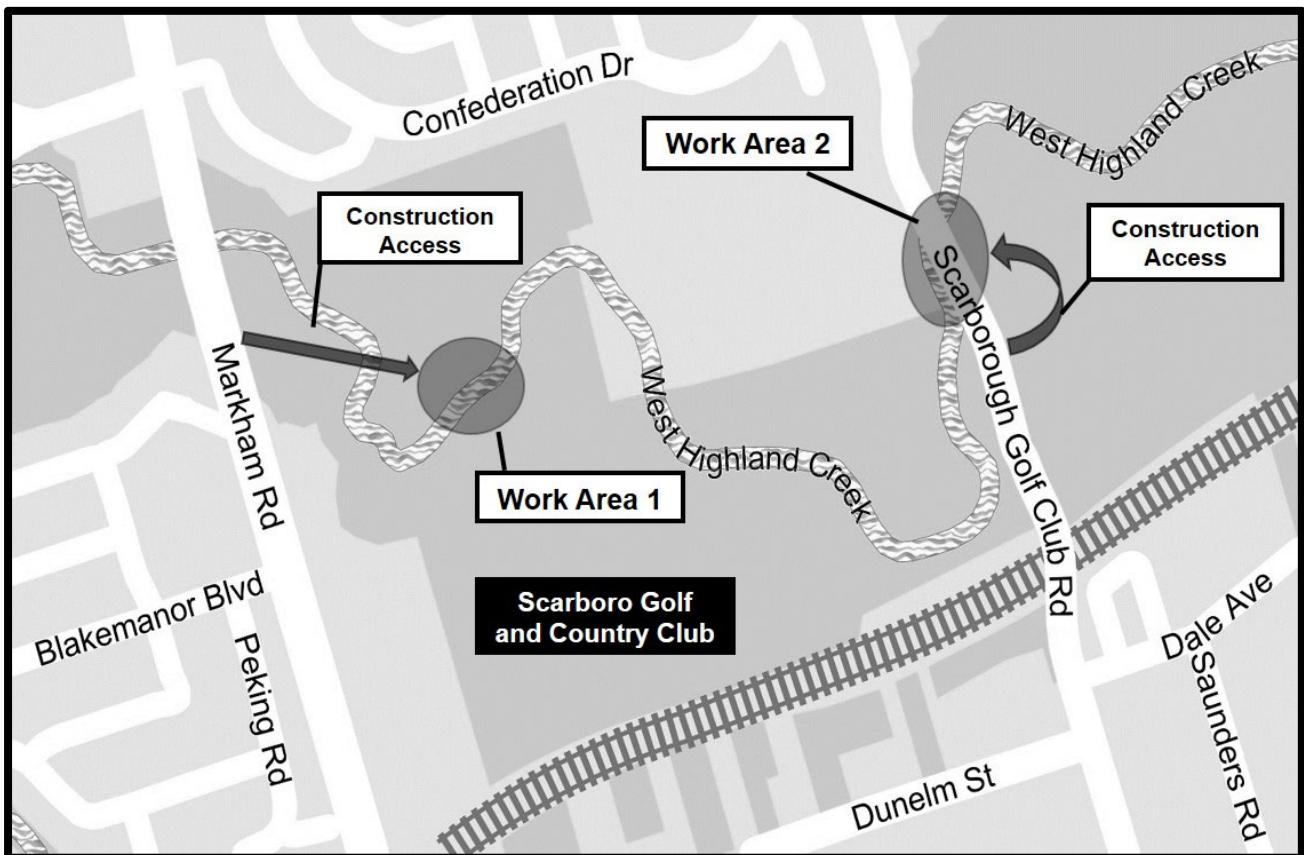 Confederation Dr
West Highland Creek
Work Area 2
Construction
Access
Construction
Access
Scarborough Golf Club Rd
Markham Rd
West Highland Creek
Work Area 1
Scarboro Golf
and Country Club
Blakemanor Blvd
Peking Rd
Dale Ave
Saunders Rd
Dunelm St